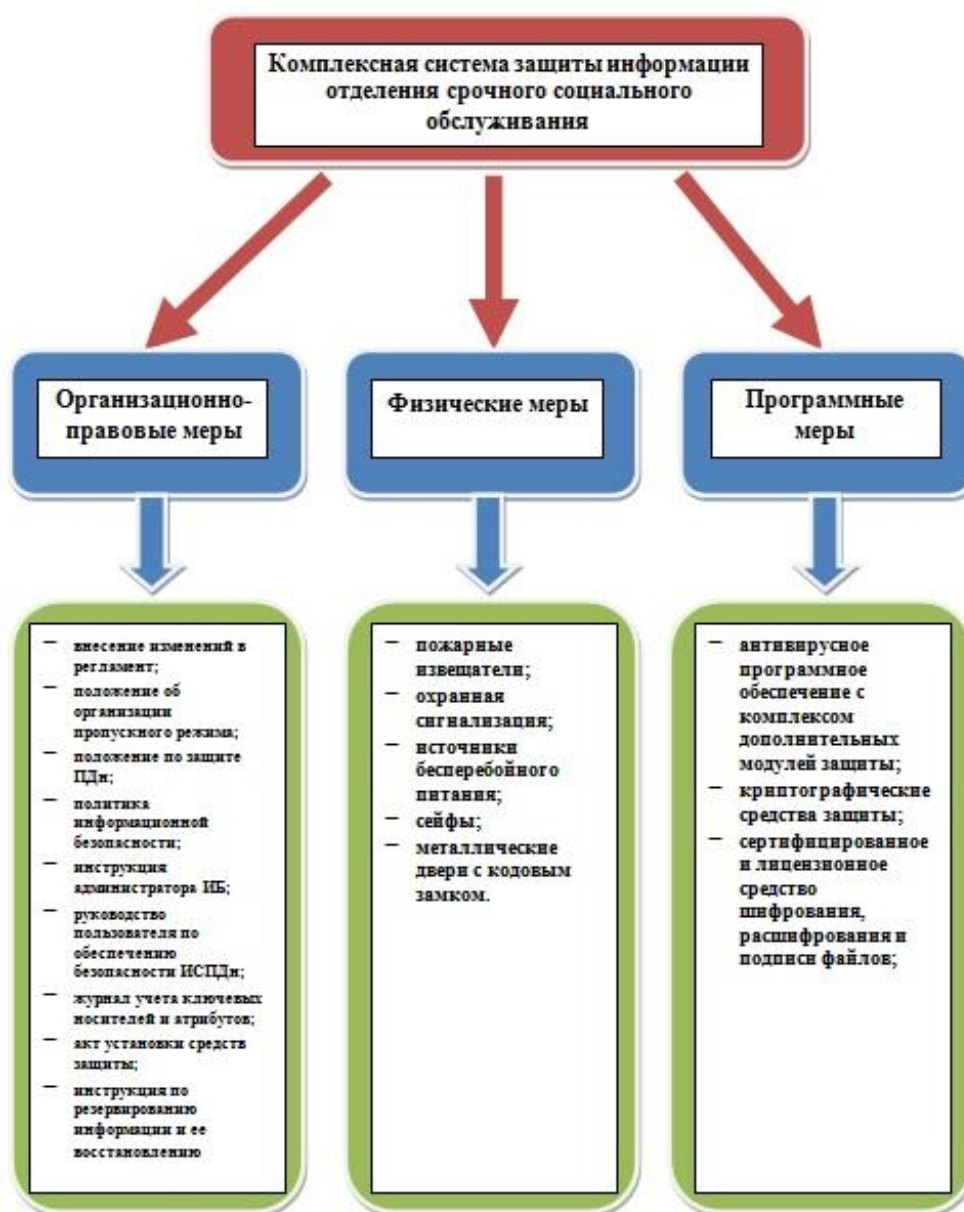 Комплексная система защиты информации
отделения срочного социального
обслуживания
Организационно-
правовые меры
Физические меры
Программные
меры
– внесение изменений в
регламент;
– положение об
организации
пропускного режима;
– положение по защите
ПДн;
– политика
информационной
безопасности;
– инструкция
администратора ИБ;
– руководство
пользователя по
обеспечению
безопасности ИСПДн;
– журнал учета ключевых
носителей и атрибутов;
– акт установки средств
защиты;
– инструкция по
резервированию
информации и ее
восстановлению
– пожарные
извещатели;
– охранная
сигнализация;
– источники
бесперебойного
питания;
– сейфы;
– металлические
двери с кодовым
замком.
– антивирусное
программное
обеспечение с
комплексом
дополнительных
модулей защиты;
– криптографические
средства защиты;
– сертифицированное
и лицензионное
средство
шифрования,
расшифрования и
подписи файлов;